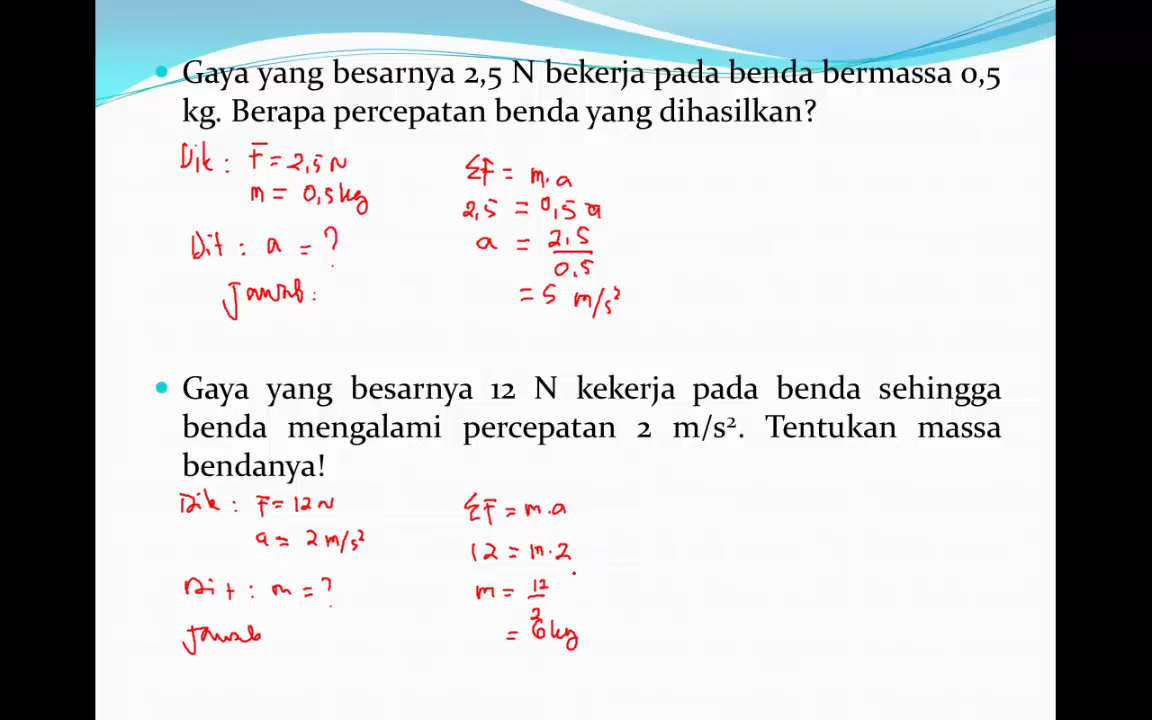 Gaya yang besarnya 2,5 N bekerja pada benda bermassa 0,5
kg. Berapa percepatan benda yang dihasilkan?
Dik : F = 2,5 N
m = 0,5 kg
Dit : a = ?
Jawab :
ΣF = m.a
2,5 = 0,5 a
a = 2,5/0,5
= 5 m/s²
Gaya yang besarnya 12 N kekerja pada benda sehingga
benda mengalami percepatan 2 m/s². Tentukan massa
bendanya!
Dik : F = 12 N
a = 2 m/s²
Dit : m = ?
Jawab
ΣF = m.a
12 = m.2
m = 12/2
= 6 kg